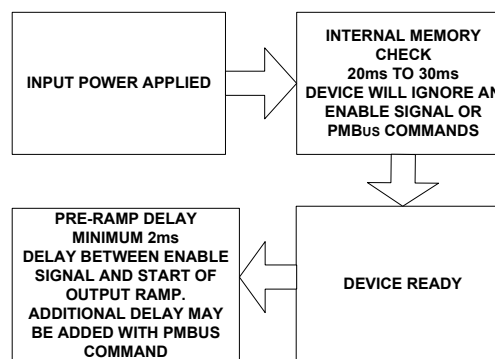 INPUT POWER APPLIED
INTERNAL MEMORY
CHECK
20ms TO 30ms
DEVICE WILL IGNORE AN
ENABLE SIGNAL OR
PMBUS COMMANDS
DEVICE READY
PRE-RAMP DELAY
MINIMUM 2ms
DELAY BETWEEN ENABLE
SIGNAL AND START OF
OUTPUT RAMP.
ADDITIONAL DELAY MAY
BE ADDED WITH PMBUS
COMMAND